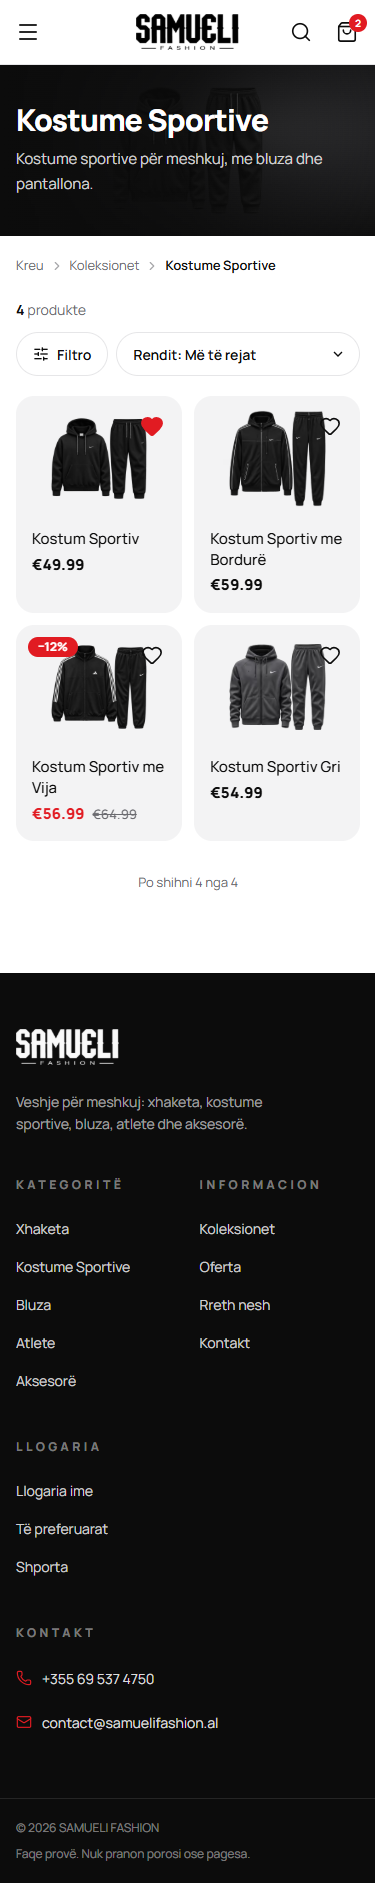 SAMUELI
FASHION
2
Kostume Sportive
Kostume sportive për meshkuj, me bluza dhe
pantallona.
Kreu > Koleksionet > Kostume Sportive
4 produkte
Filtro
Rendit: Më të rejat
Kostum Sportiv
€49.99
Kostum Sportiv me
Bordurë
€59.99
−12%
Kostum Sportiv me
Vija
€56.99 €64.99
Kostum Sportiv Gri
€54.99
Po shihni 4 nga 4
SAMUELI
FASHION
Veshje për meshkuj: xhaketa, kostume
sportive, bluza, atlete dhe aksesorë.
KATEGORITË
Xhaketa
Kostume Sportive
Bluza
Atlete
Aksesorë
INFORMACION
Koleksionet
Oferta
Rreth nesh
Kontakt
LLOGARIA
Llogaria ime
Të preferuarat
Shporta
KONTAKT
+355 69 537 4750
contact@samuelifashion.al
© 2026 SAMUELI FASHION
Faqe provë. Nuk pranon porosi ose pagesa.